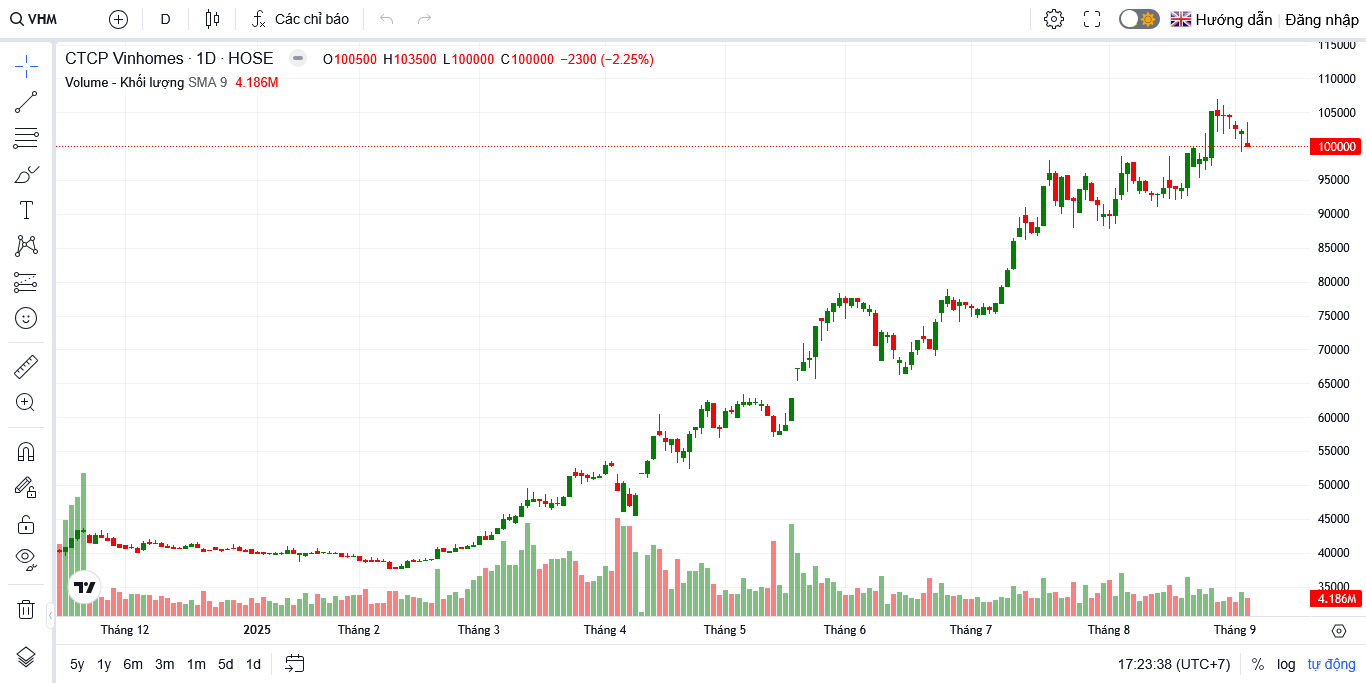 VHM D Các chỉ báo Hướng dẫn Đăng nhập
CTCP Vinhomes · 1D · HOSE O100500 H103500 L100000 C100000 −2300 (−2.25%)
Volume - Khối lượng SMA 9 4.186M
115000
110000
105000
100000
95000
90000
85000
80000
75000
70000
65000
60000
55000
50000
45000
40000
35000
4.186M
Tháng 12 2025 Tháng 2 Tháng 3 Tháng 4 Tháng 5 Tháng 6 Tháng 7 Tháng 8 Tháng 9
5y 1y 6m 3m 1m 5d 1d 17:23:38 (UTC+7) % log tự động